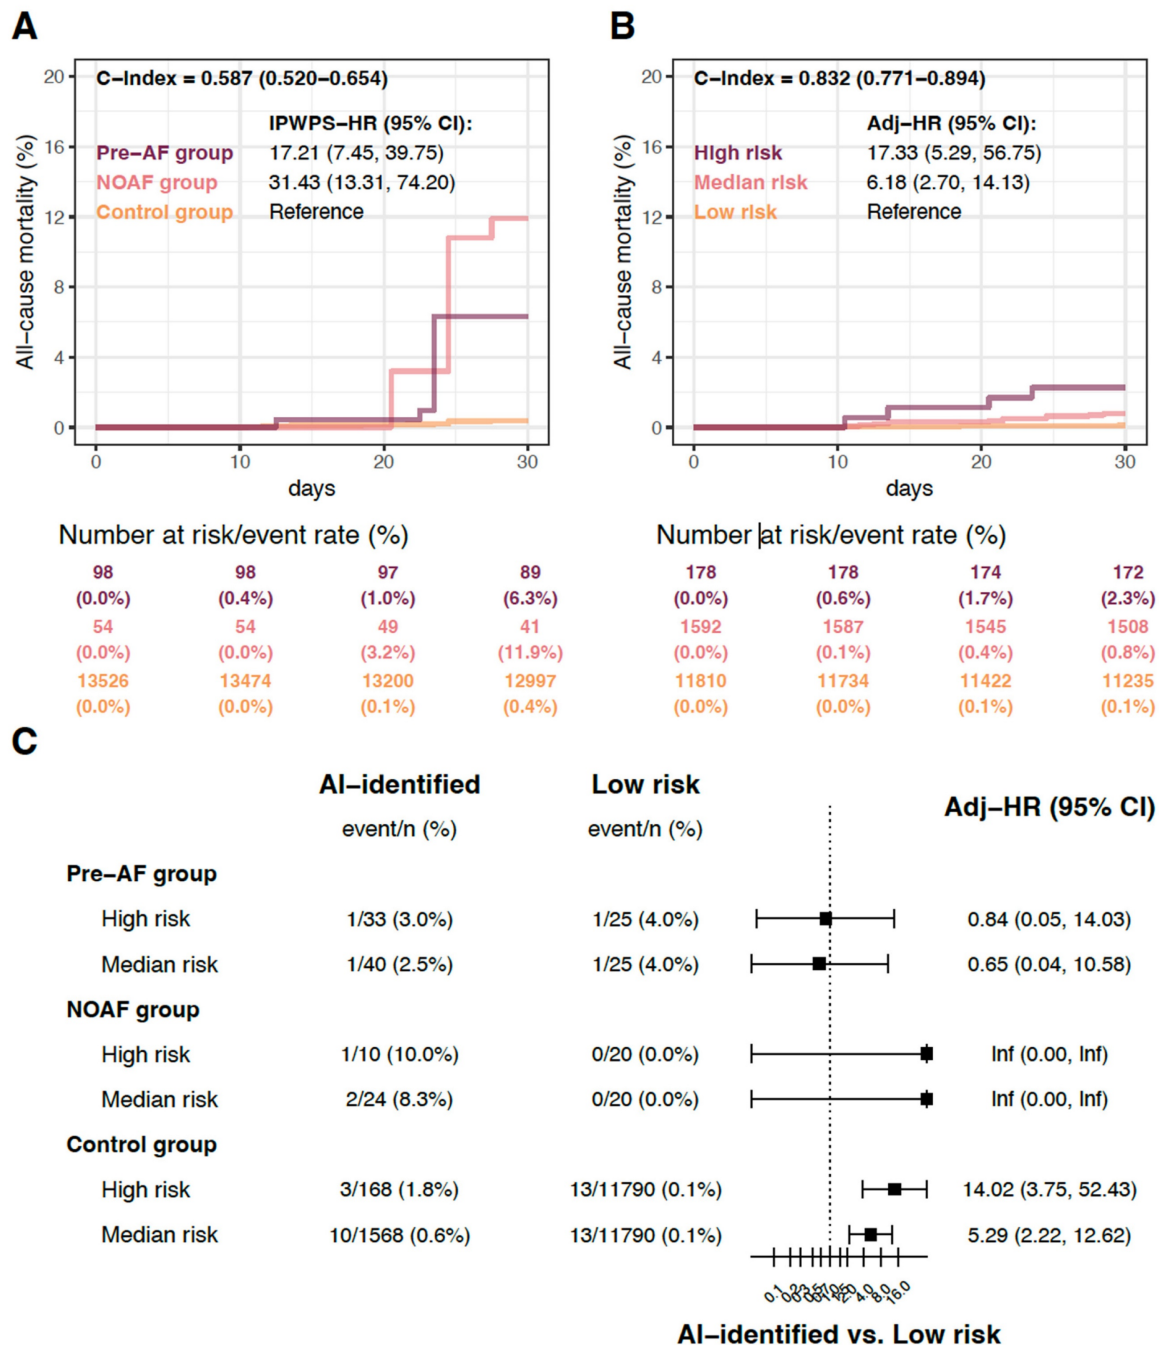 A
C-Index = 0.587 (0.520-0.654)
IPWPS-HR (95% CI):
Pre-AF group 17.21 (7.45, 39.75)
NOAF group 31.43 (13.31, 74.20)
Control group Reference
All-cause mortality (%)
20
16
12
8
4
0
0 10 20 30
days
Number at risk/event rate (%)
98 98 97 89
(0.0%) (0.4%) (1.0%) (6.3%)
54 54 49 41
(0.0%) (0.0%) (3.2%) (11.9%)
13526 13474 13200 12997
(0.0%) (0.0%) (0.1%) (0.4%)
B
C-Index = 0.832 (0.771-0.894)
Adj-HR (95% CI):
High risk 17.33 (5.29, 56.75)
Median risk 6.18 (2.70, 14.13)
Low risk Reference
All-cause mortality (%)
20
16
12
8
4
0
0 10 20 30
days
Number at risk/event rate (%)
178 178 174 172
(0.0%) (0.6%) (1.7%) (2.3%)
1592 1587 1545 1508
(0.0%) (0.1%) (0.4%) (0.8%)
11810 11734 11422 11235
(0.0%) (0.0%) (0.1%) (0.1%)
C
AI-identified Low risk Adj-HR (95% CI)
event/n (%) event/n (%)
Pre-AF group
High risk 1/33 (3.0%) 1/25 (4.0%) 0.84 (0.05, 14.03)
Median risk 1/40 (2.5%) 1/25 (4.0%) 0.65 (0.04, 10.58)
NOAF group
High risk 1/10 (10.0%) 0/20 (0.0%) Inf (0.00, Inf)
Median risk 2/24 (8.3%) 0/20 (0.0%) Inf (0.00, Inf)
Control group
High risk 3/168 (1.8%) 13/11790 (0.1%) 14.02 (3.75, 52.43)
Median risk 10/1568 (0.6%) 13/11790 (0.1%) 5.29 (2.22, 12.62)
0.1 2.0 4.0 8.0 16.0
AI-identified vs. Low risk